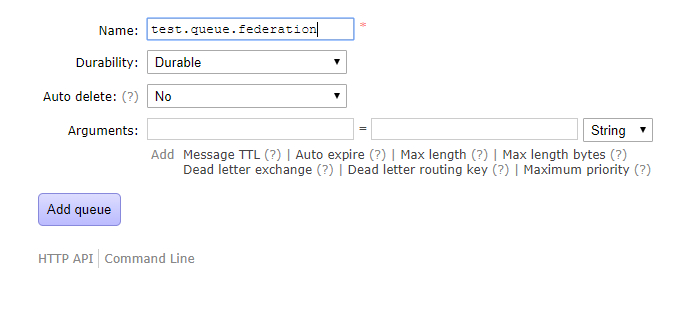 Name: test.queue.federation *
Durability: Durable
Auto delete: (?) No
Arguments: = String
Add Message TTL (?) | Auto expire (?) | Max length (?) | Max length bytes (?)
Dead letter exchange (?) | Dead letter routing key (?) | Maximum priority (?)
Add queue
HTTP API Command Line